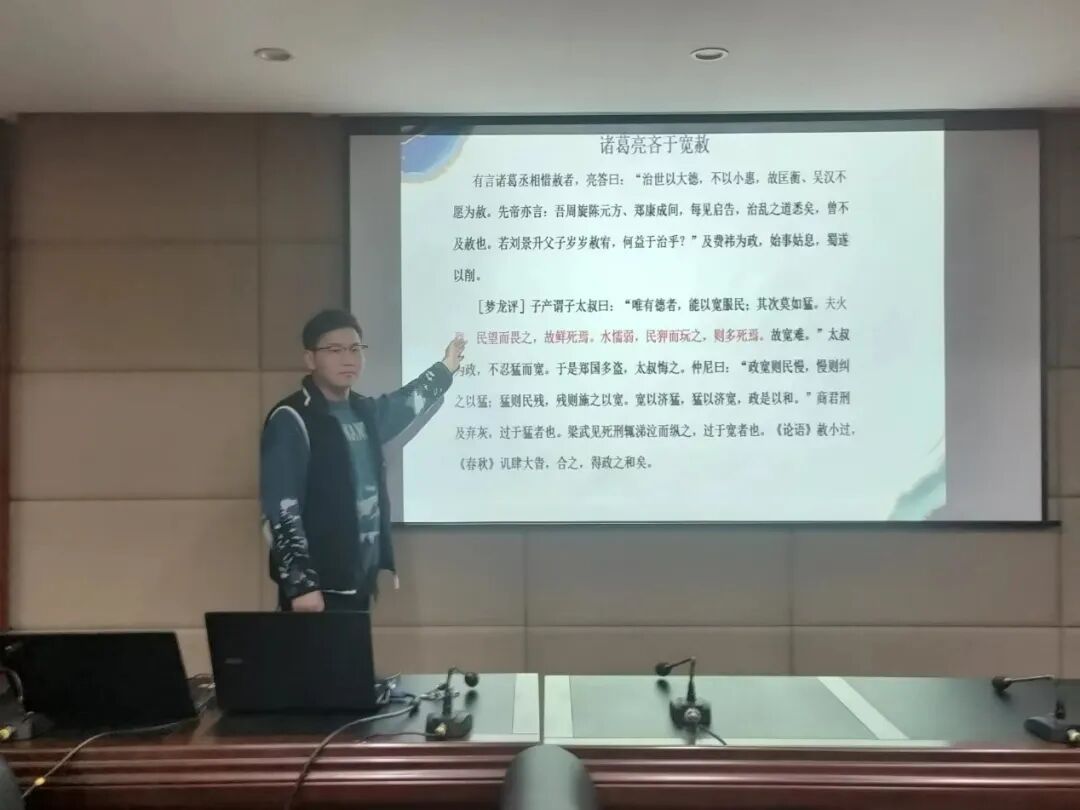 诸葛亮吝于宽赦
有言诸葛丞相惜赦者，亮答曰：“治世以大德，不以小惠，故匡衡、吴汉不
愿为赦。先帝亦言：吾周旋陈元方、郑康成间，每见启告，治乱之道悉矣，曾不
及赦也。若刘景升父子岁岁赦宥，何益于治乎？”及费祎为政，始事姑息，蜀遂
以削。
［梦龙评］子产谓子太叔曰：“唯有德者，能以宽服民；其次莫如猛。夫火
民望而畏之，故鲜死焉。水懦弱，民狎而玩之，则多死焉。故宽难。”太叔
为政，不忍猛而宽。于是郑国多盗，太叔悔之。仲尼曰：“政宽则民慢，慢则纠
之以猛；猛则民残，残则施之以宽。宽以济猛，猛以济宽，政是以和。”商君刑
及弃灰，过于猛者也。梁武见死刑辄涕泣而纵之，过于宽者也。《论语》赦小过，
《春秋》讥肆大眚，合之，得政之和矣。